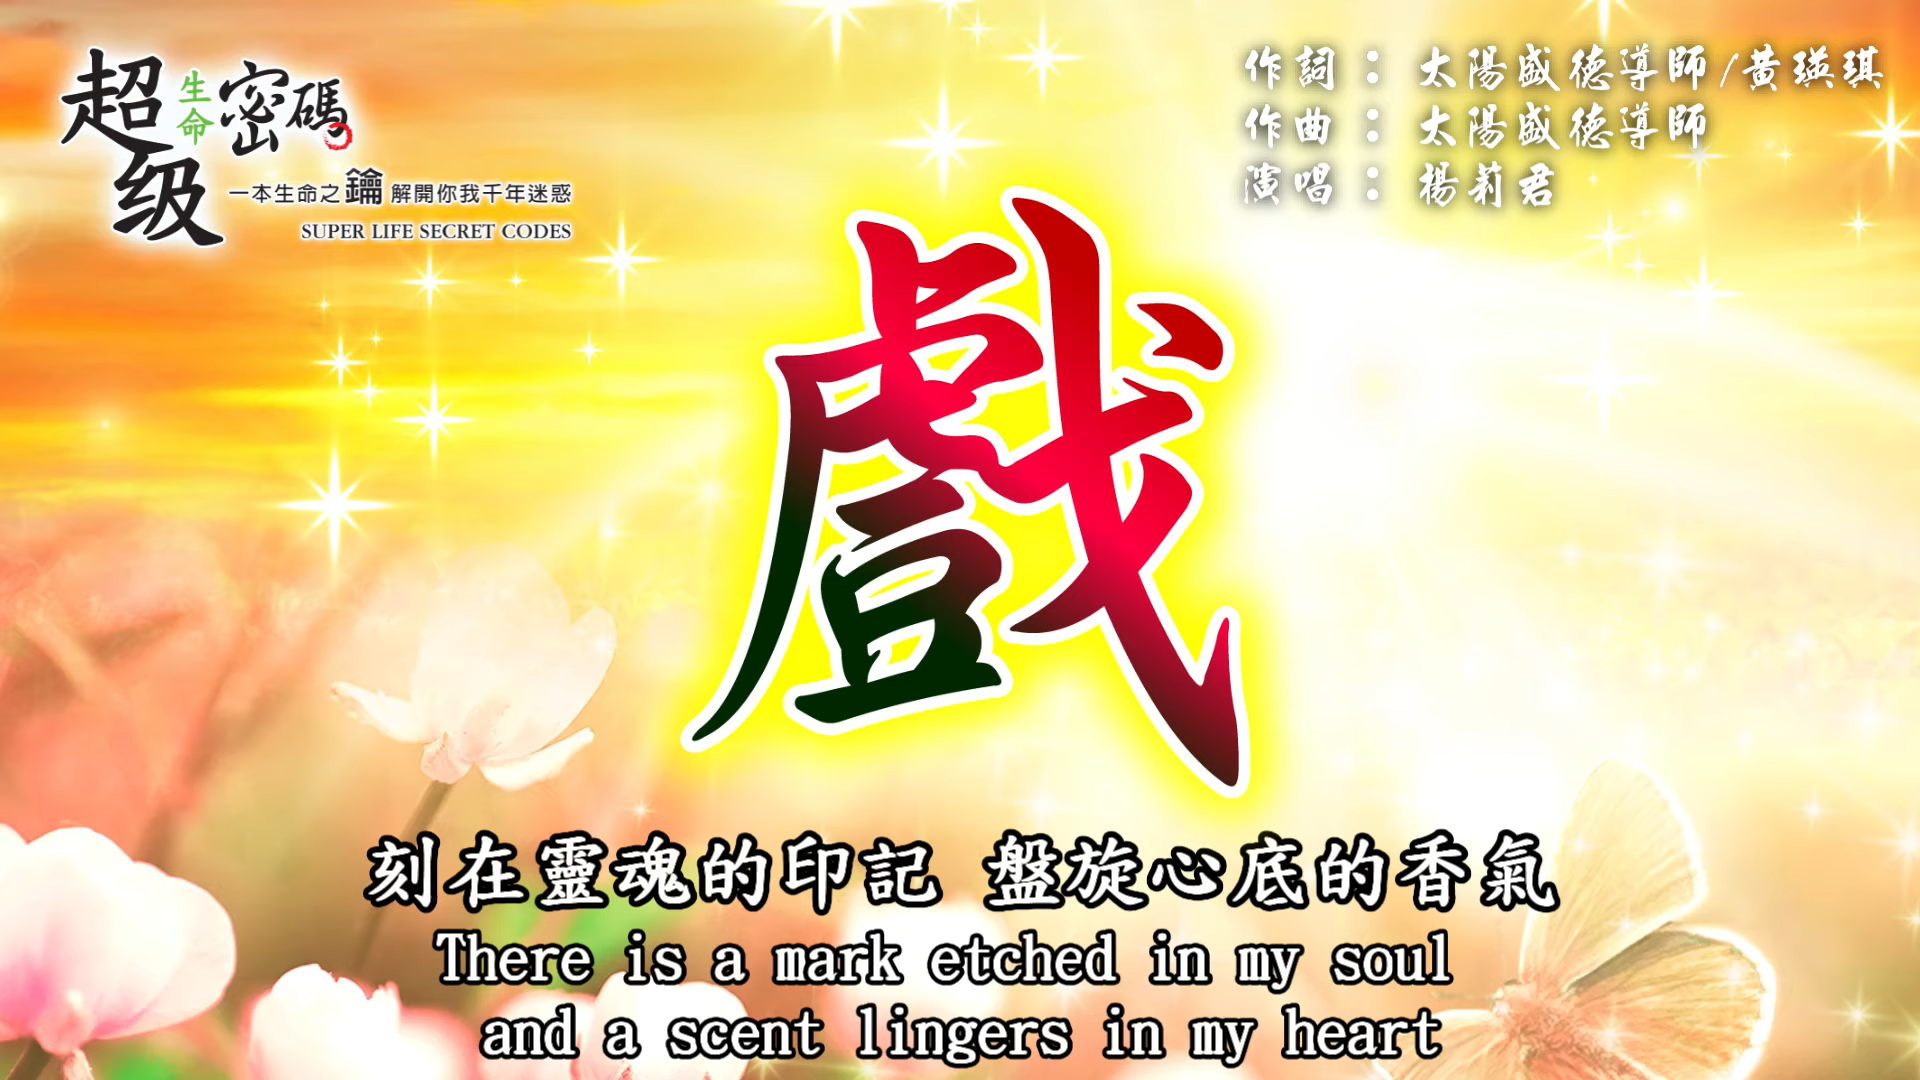 超级生命密碼
一本生命之鑰解開你我千年迷惑
SUPER LIFE SECRET CODES
作詞：太陽盛德導師/黃瑛琪
作曲：太陽盛德導師
演唱：楊莉君
戲
刻在靈魂的印記 盤旋心底的香氣
There is a mark etched in my soul
and a scent lingers in my heart